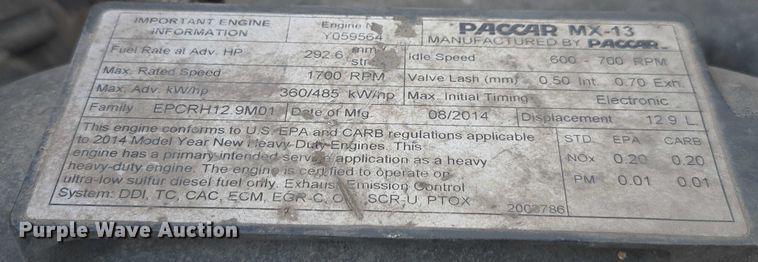 IMPORTANT ENGINE INFORMATION
Engine N
Y059564
PACCAR MX-13
MANUFACTURED BY PACCAR
Fuel Rate at Adv. HP 292.6 mm
str
Idle Speed 600 - 700 RPM
Max. Rated Speed 1700 RPM
Valve Lash (mm) 0.50 Int. 0.70 Exh.
Max. Adv. kW/hp 360/485 kW/hp
Max. Initial Timing Electronic
Family EPCRH12.9M01
Date of Mfg. 08/2014
Displacement 12.9 L.
This engine conforms to U.S. EPA and CARB regulations applicable
to 2014 Model Year New Heavy-Duty Engines. This
engine has a primary intended service application as a heavy
heavy-duty engine. The engine is certified to operate on
ultra-low sulfur diesel fuel only. Exhaust Emission Control
System: DDI, TC, CAC, ECM, EGR-C, SCR-U, PTOX
STD. EPA CARB
NOx 0.20 0.20
PM 0.01 0.01
Purple Wave Auction